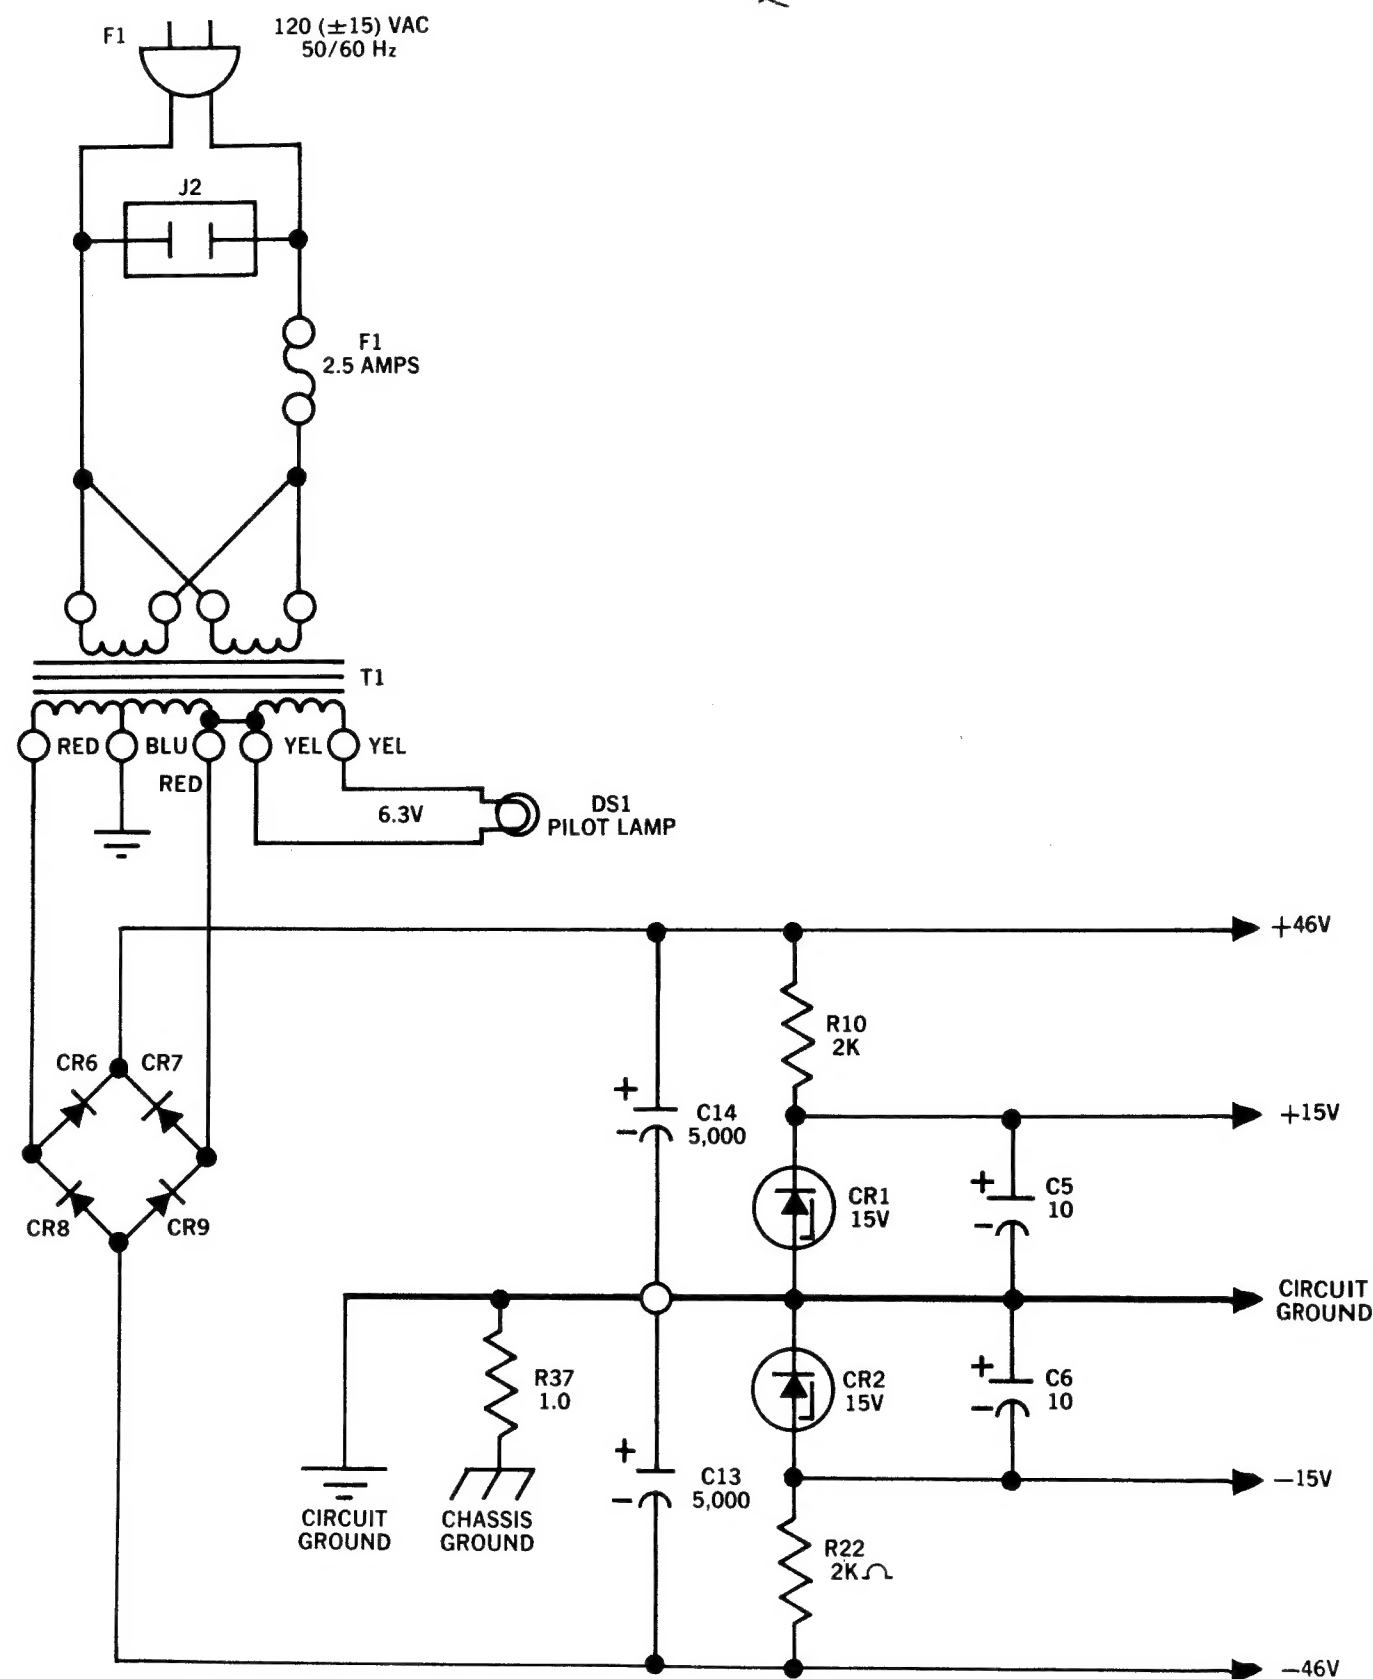 F1
120 (±15) VAC
50/60 Hz
J2
F1
2.5 AMPS
T1
RED
BLU
YEL
YEL
RED
6.3V
DS1
PILOT LAMP
+46V
R10
2K
CR6
CR7
+
C14
-
5,000
+15V
CR1
15V
+
C5
-
10
CR8
CR9
CIRCUIT
GROUND
R37
1.0
CR2
15V
+
C6
-
10
+
C13
-
5,000
−15V
CIRCUIT
GROUND
CHASSIS
GROUND
R22
2KΩ
−46V